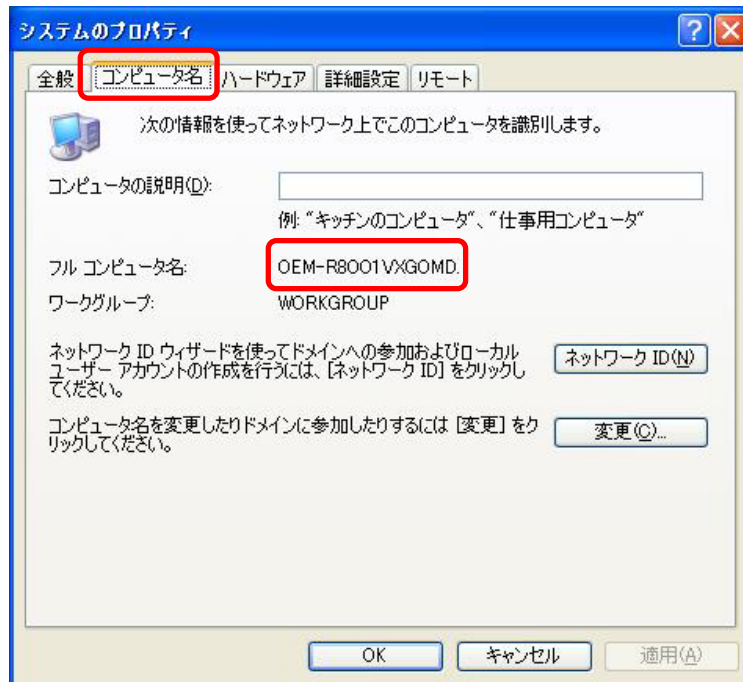 システムのプロパティ
全般 コンピュータ名 ハードウェア 詳細設定 リモート
次の情報を使ってネットワーク上でこのコンピュータを識別します。
コンピュータの説明(D):
例: "キッチンのコンピュータ"、"仕事用コンピュータ"
フル コンピュータ名: OEM-R8OO1VXGOMD.
ワークグループ: WORKGROUP
ネットワーク ID ウィザードを使ってドメインへの参加およびローカル
ユーザー アカウントの作成を行うには、[ネットワーク ID] をクリックし
てください。
ネットワーク ID(N)
コンピュータ名を変更したりドメインに参加したりするには [変更] をク
リックしてください。
変更(C)...
OK キャンセル 適用(A)